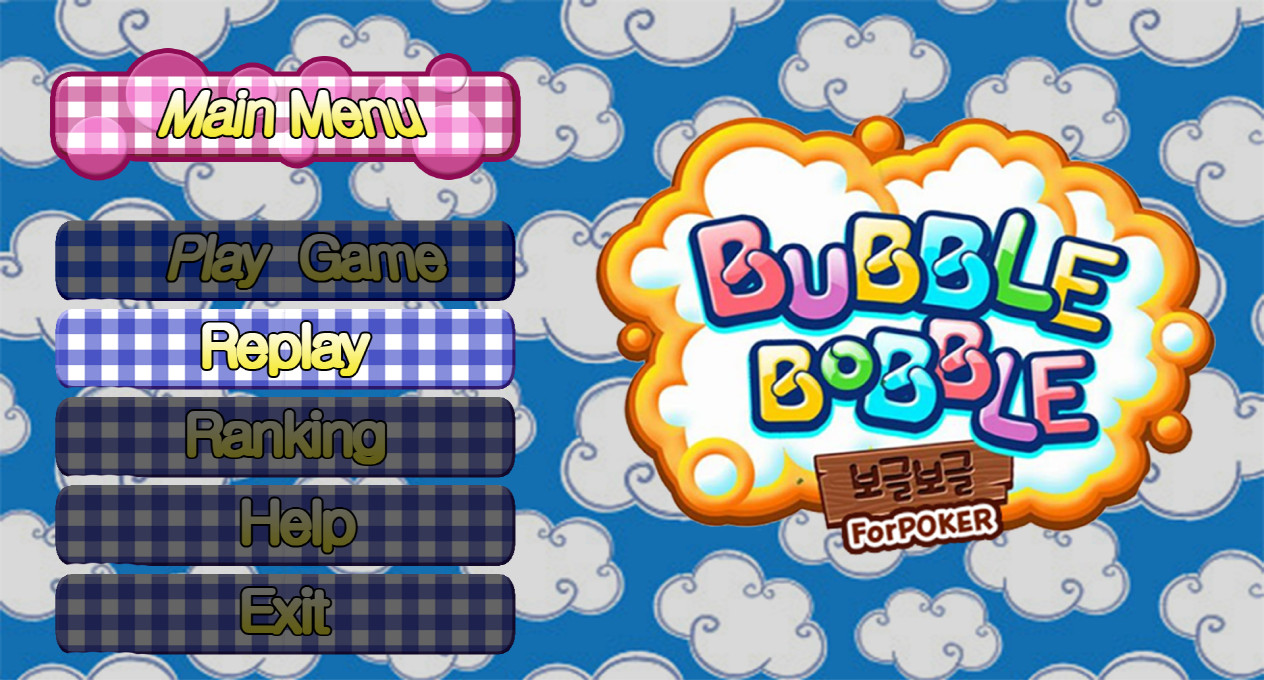 Main Menu
Play Game
Replay
Ranking
Help
Exit
BUBBLE
BOBBLE
보글보글
ForPOKER